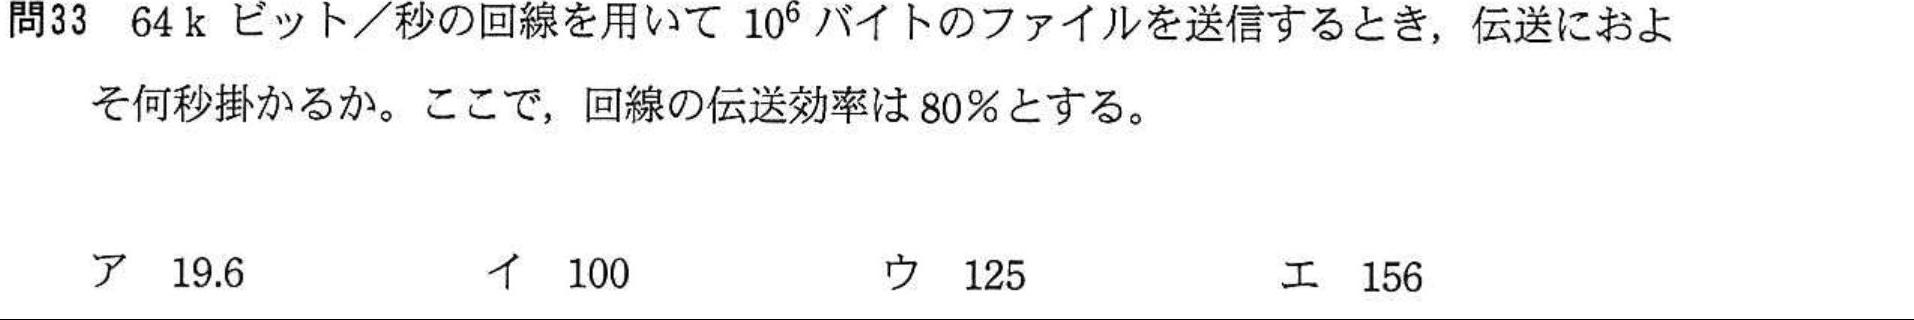 問33 64 k ビット／秒の回線を用いて 10⁶ バイトのファイルを送信するとき，伝送におよ
そ何秒掛かるか。ここで，回線の伝送効率は 80％とする。
ア 19.6 イ 100 ウ 125 エ 156